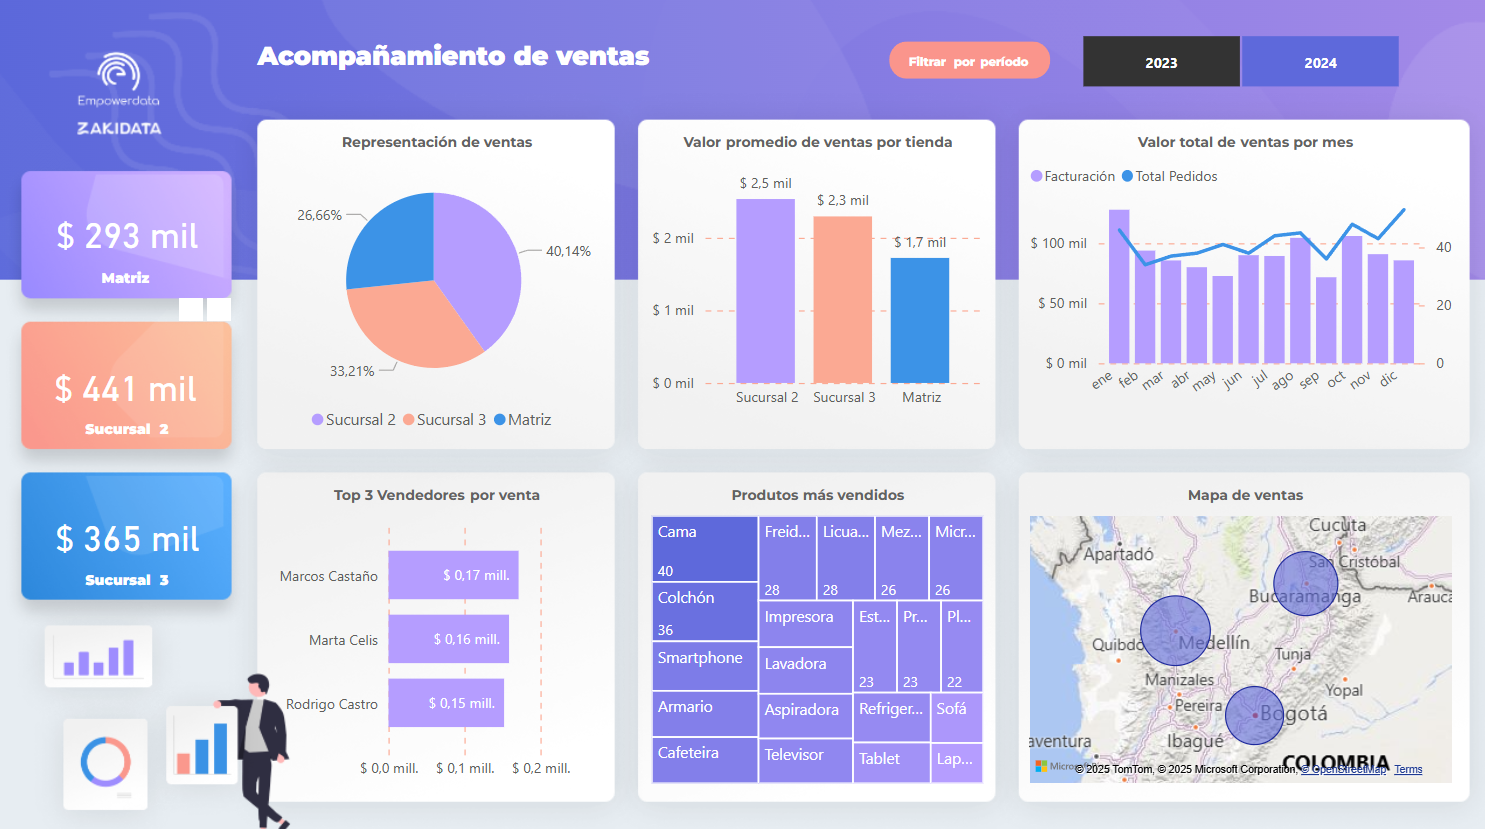 Acompañamiento de ventas
Filtrar por período
2023
2024
Empowerdata
ZAKIDATA
$ 293 mil
Matriz
$ 441 mil
Sucursal 2
$ 365 mil
Sucursal 3
Representación de ventas
26,66%
40,14%
33,21%
Sucursal 2 Sucursal 3 Matriz
Valor promedio de ventas por tienda
$ 2,5 mil
$ 2,3 mil
$ 1,7 mil
$ 2 mil
$ 1 mil
$ 0 mil
Sucursal 2 Sucursal 3 Matriz
Valor total de ventas por mes
Facturación Total Pedidos
$ 100 mil
$ 50 mil
$ 0 mil
40
20
0
ene feb mar abr may jun jul ago sep oct nov dic
Top 3 Vendedores por venta
Marcos Castaño
$ 0,17 mill.
Marta Celis
$ 0,16 mill.
Rodrigo Castro
$ 0,15 mill.
$ 0,0 mill. $ 0,1 mill. $ 0,2 mill.
Produtos más vendidos
Cama
40
Colchón
36
Smartphone
Armario
Cafeteira
Freid...
28
Licua...
28
Mez...
26
Micr...
26
Impresora
Lavadora
Aspiradora
Televisor
Est...
23
Pr...
23
Pl...
22
Refriger...
Sofá
Tablet
Lap...
Mapa de ventas
Cucuta
Apartadó
San Cristóbal
Bucaramanga
Arauca
Quibdó
Medellín
Tunja
Manizales
Yopal
Pereira
Bogotá
Ibagué
aventura
COLOMBIA
© 2025 TomTom, © 2025 Microsoft Corporation, © OpenStreetMap Terms